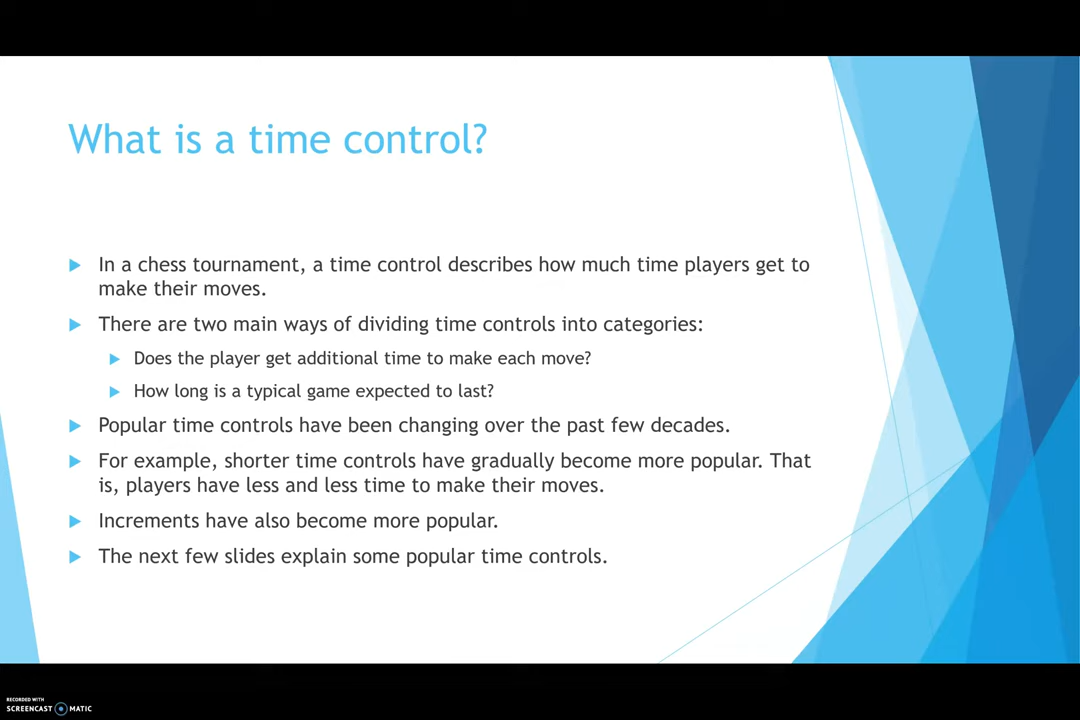 What is a time control?
In a chess tournament, a time control describes how much time players get to
make their moves.
There are two main ways of dividing time controls into categories:
Does the player get additional time to make each move?
How long is a typical game expected to last?
Popular time controls have been changing over the past few decades.
For example, shorter time controls have gradually become more popular. That
is, players have less and less time to make their moves.
Increments have also become more popular.
The next few slides explain some popular time controls.
RECORDED WITH
SCREENCAST MATIC